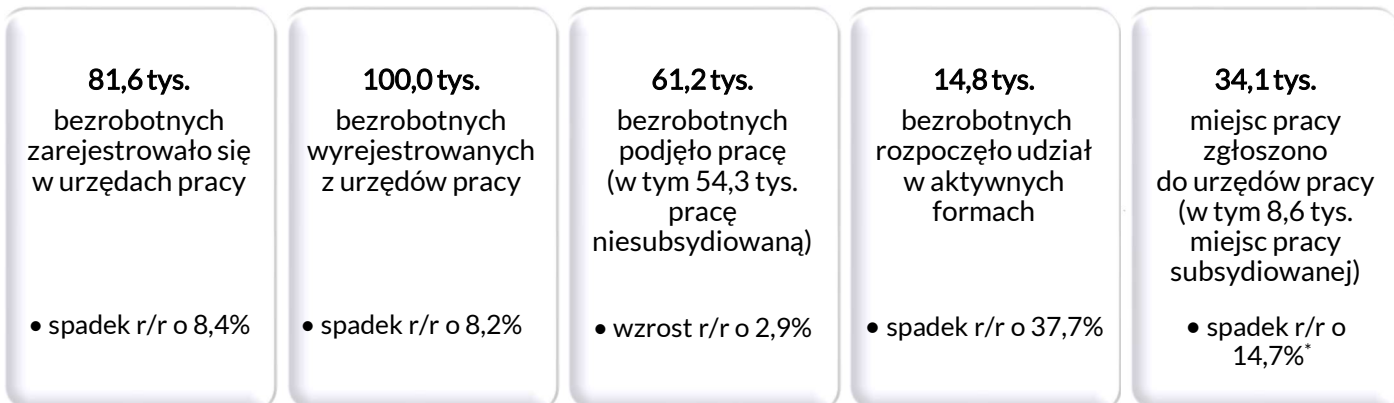 81,6 tys.
bezrobotnych
zarejestrowało się
w urzędach pracy
• spadek r/r o 8,4%
100,0 tys.
bezrobotnych
wyrejestrowanych
z urzędów pracy
• spadek r/r o 8,2%
61,2 tys.
bezrobotnych
podjęło pracę
(w tym 54,3 tys.
pracę
niesubsydiowaną)
• wzrost r/r o 2,9%
14,8 tys.
bezrobotnych
rozpoczęło udział
w aktywnych
formach
• spadek r/r o 37,7%
34,1 tys.
miejsc pracy
zgłoszono
do urzędów pracy
(w tym 8,6 tys.
miejsc pracy
subsydiowanej)
• spadek r/r o
14,7%*